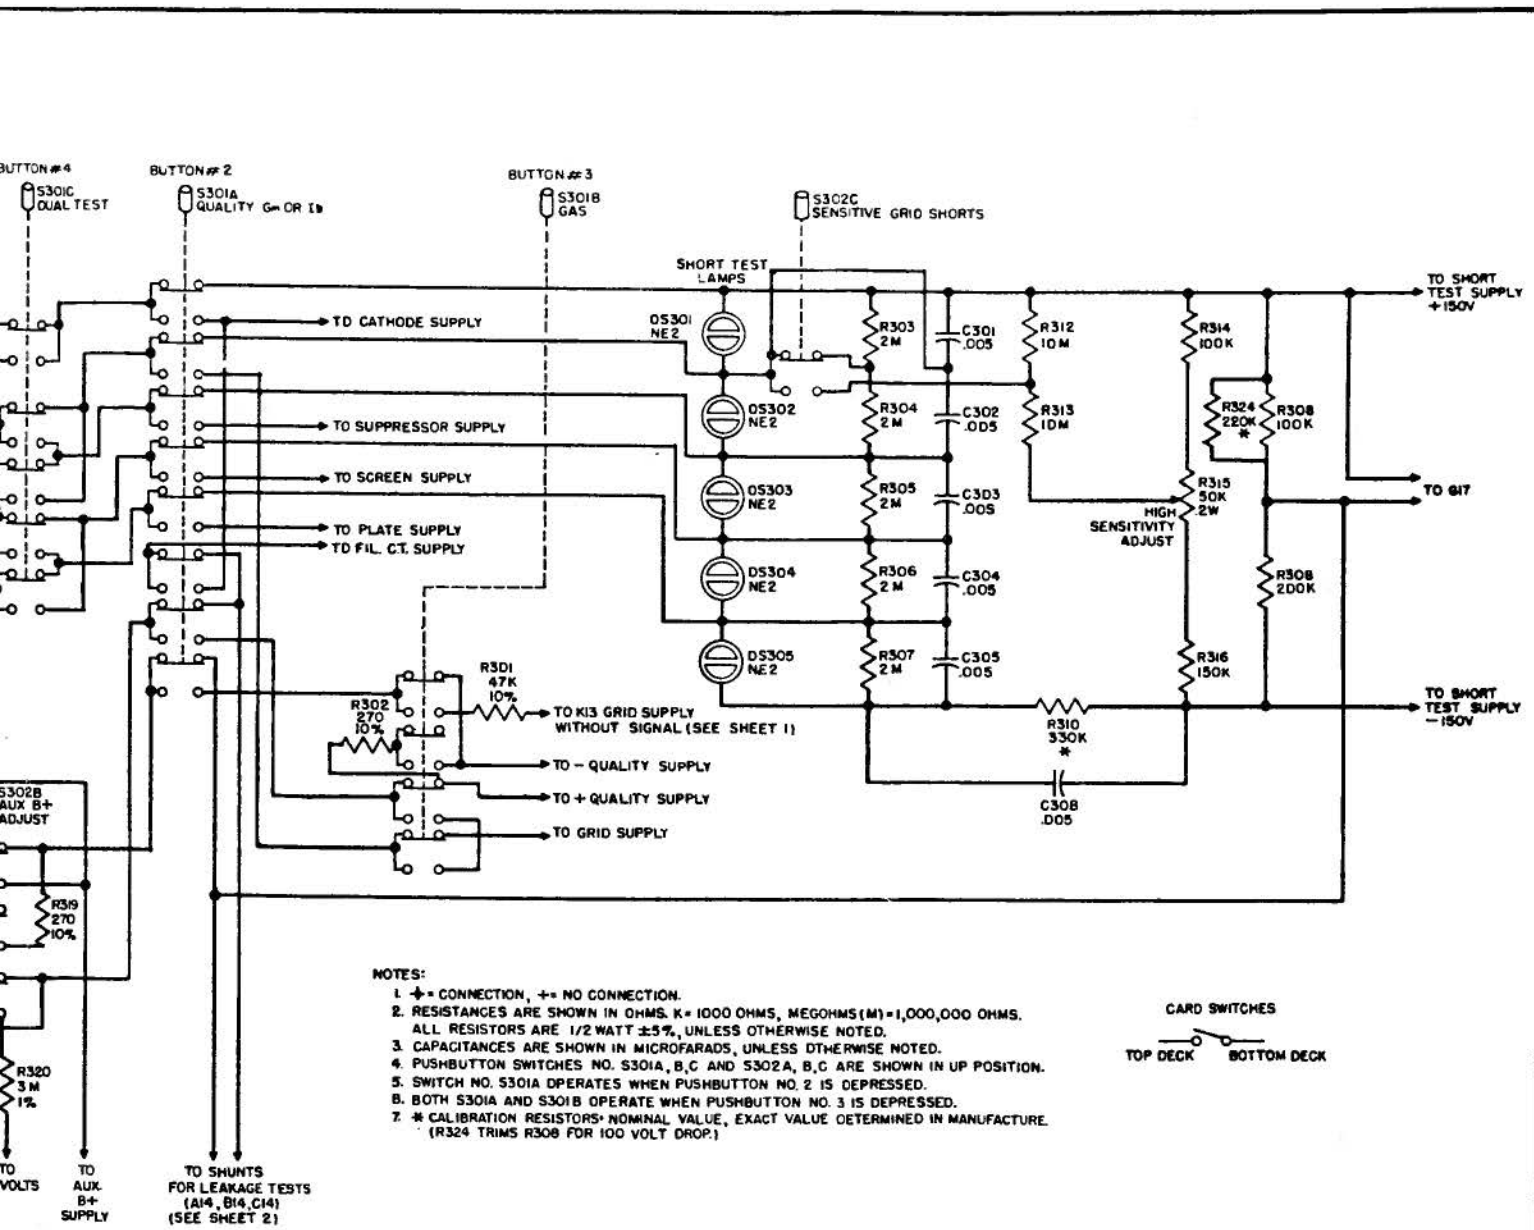 BUTTON#4
S301C
DUAL TEST
BUTTON#2
S301A
QUALITY Gm OR Ib
BUTTON#3
S301B
GAS
S302C
SENSITIVE GRID SHORTS
SHORT TEST
LAMPS
TO SHORT
TEST SUPPLY
+150V
TO CATHODE SUPPLY
TO SUPPRESSOR SUPPLY
TO SCREEN SUPPLY
TO PLATE SUPPLY
TO FIL. C.T. SUPPLY
DS301
NE2
DS302
NE2
DS303
NE2
DS304
NE2
DS305
NE2
R303
2M
R304
2M
R305
2M
R306
2M
R307
2M
C301
.005
C302
.005
C303
.005
C304
.005
C305
.005
R312
10M
R313
10M
R314
100K
R324
220K
*
R308
100K
R315
50K
.2W
HIGH
SENSITIVITY
ADJUST
TO G17
R308
200K
R316
150K
R310
330K
*
C308
.005
TO SHORT
TEST SUPPLY
-150V
R301
47K
10%
R302
270
10%
TO K13 GRID SUPPLY
WITHOUT SIGNAL (SEE SHEET 1)
TO - QUALITY SUPPLY
TO + QUALITY SUPPLY
TO GRID SUPPLY
S302B
AUX B+
ADJUST
R319
270
10%
R320
3 M
1%
TO
VOLTS
TO
AUX.
B+
SUPPLY
TO SHUNTS
FOR LEAKAGE TESTS
(A14, B14, C14)
(SEE SHEET 2)
NOTES:
1. = CONNECTION, += NO CONNECTION.
2. RESISTANCES ARE SHOWN IN OHMS. K= 1000 OHMS, MEGOHMS(M)=1,000,000 OHMS.
ALL RESISTORS ARE 1/2 WATT ±5%, UNLESS OTHERWISE NOTED.
3. CAPACITANCES ARE SHOWN IN MICROFARADS, UNLESS OTHERWISE NOTED.
4. PUSHBUTTON SWITCHES NO. S301A, B,C AND S302A, B,C ARE SHOWN IN UP POSITION.
5. SWITCH NO. S301A OPERATES WHEN PUSHBUTTON NO. 2 IS DEPRESSED.
6. BOTH S301A AND S301B OPERATE WHEN PUSHBUTTON NO. 3 IS DEPRESSED.
7. * CALIBRATION RESISTORS· NOMINAL VALUE, EXACT VALUE DETERMINED IN MANUFACTURE.
(R324 TRIMS R308 FOR 100 VOLT DROP.)
CARD SWITCHES
TOP DECK BOTTOM DECK